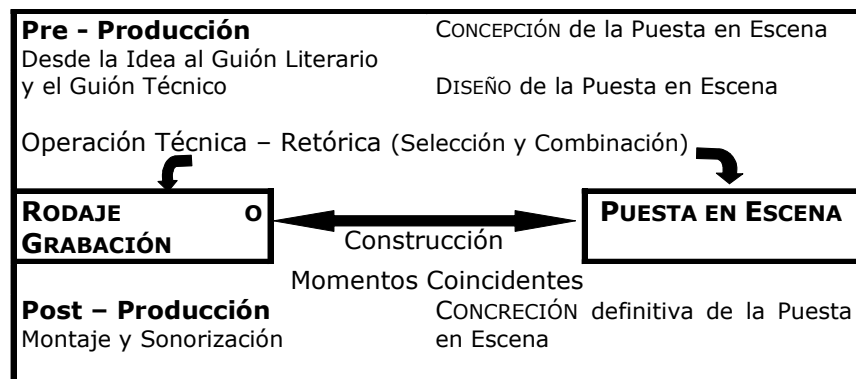 Pre - Producción
CONCEPCIÓN de la Puesta en Escena
Desde la Idea al Guión Literario
y el Guión Técnico
DISEÑO de la Puesta en Escena
Operación Técnica – Retórica (Selección y Combinación)
RODAJE O
GRABACIÓN
PUESTA EN ESCENA
Construcción
Momentos Coincidentes
Post – Producción
CONCRECIÓN definitiva de la Puesta
Montaje y Sonorización
en Escena